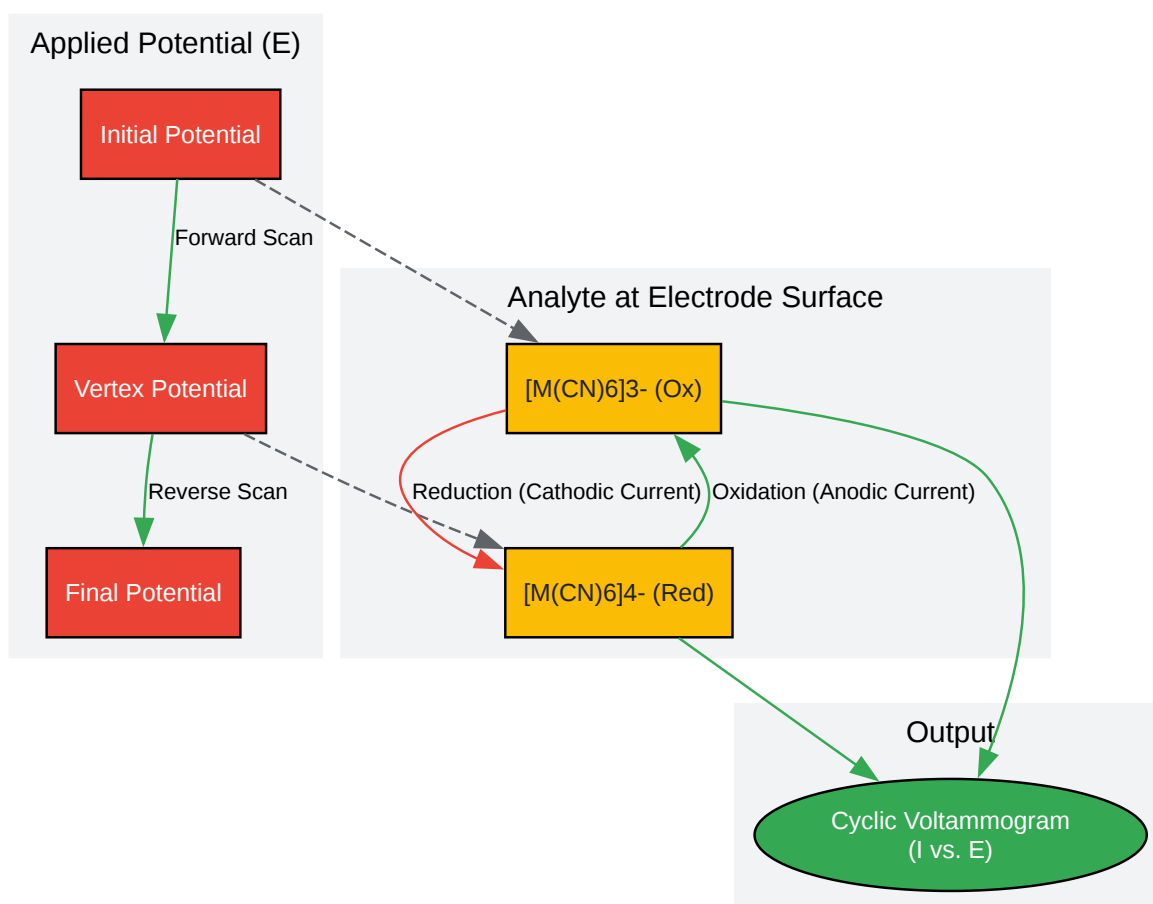 Applied Potential (E)
Initial Potential
Forward Scan
Vertex Potential
Reverse Scan
Final Potential
Analyte at Electrode Surface
[M(CN)6]3- (Ox)
Reduction (Cathodic Current)
Oxidation (Anodic Current)
[M(CN)6]4- (Red)
Output
Cyclic Voltammogram
(I vs. E)